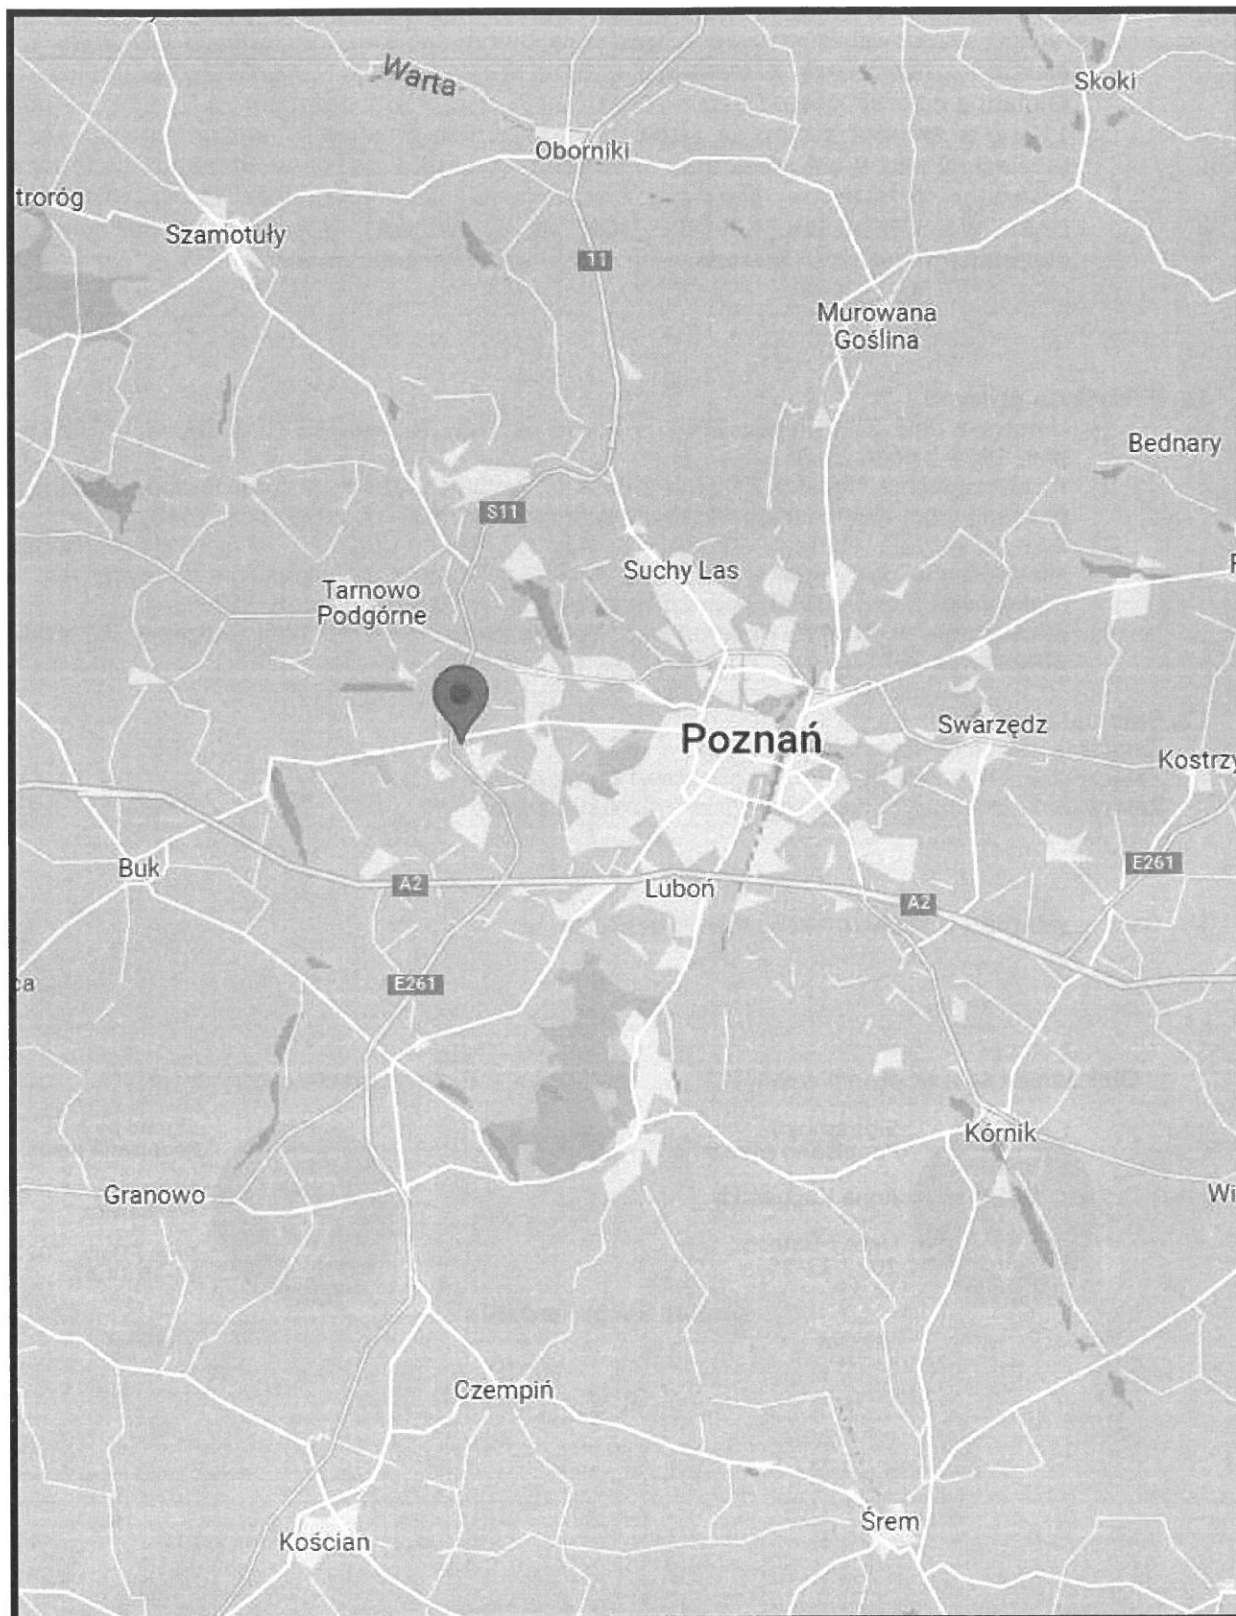 Warta
Skoki
Oborniki
troróg
Szamotuły
11
Murowana
Goślina
Bednary
S11
Suchy Las
Tarnowo
Podgórne
Poznań
Swarzędz
Kostrzy
Buk
A2
Luboń
E261
A2
E261
ca
Kórnik
Granowo
Wi
Czempiń
Śrem
Kościan